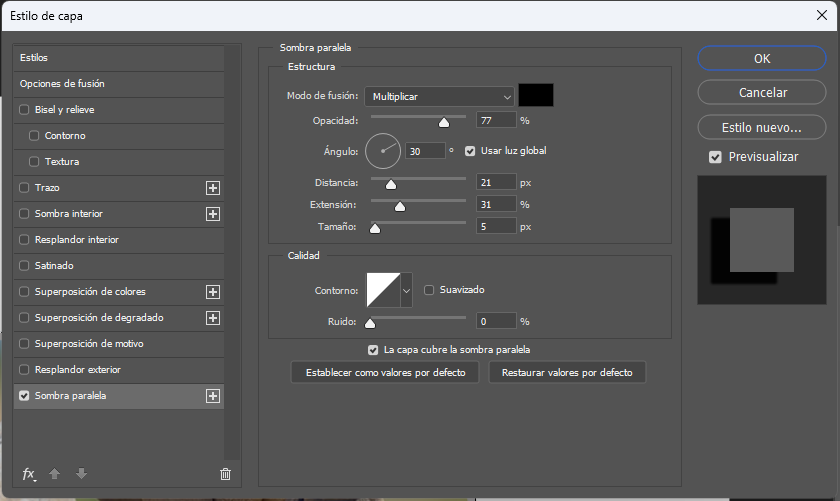 Estilo de capa
Estilos
Opciones de fusión
Bisel y relieve
Contorno
Textura
Trazo
Sombra interior
Resplandor interior
Satinado
Superposición de colores
Superposición de degradado
Superposición de motivo
Resplandor exterior
Sombra paralela
fx
Sombra paralela
Estructura
Modo de fusión: Multiplicar
Opacidad: 77 %
Ángulo: 30 ° Usar luz global
Distancia: 21 px
Extensión: 31 %
Tamaño: 5 px
Calidad
Contorno: Suavizado
Ruido: 0 %
La capa cubre la sombra paralela
Establecer como valores por defecto Restaurar valores por defecto
OK
Cancelar
Estilo nuevo...
Previsualizar